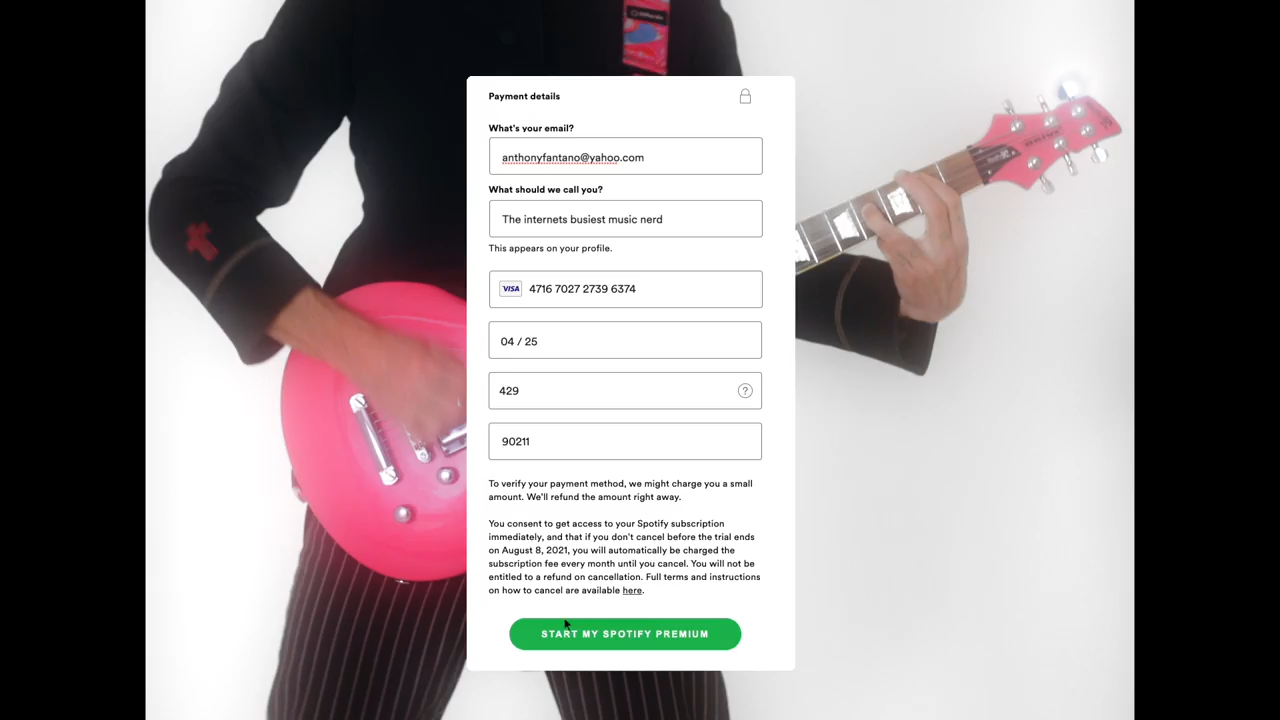 Payment details
What's your email?
anthonyfantano@yahoo.com
What should we call you?
The internets busiest music nerd
This appears on your profile.
VISA 4716 7027 2739 6374
04 / 25
429 ?
90211
To verify your payment method, we might charge you a small
amount. We'll refund the amount right away.
You consent to get access to your Spotify subscription
immediately, and that if you don't cancel before the trial ends
on August 8, 2021, you will automatically be charged the
subscription fee every month until you cancel. You will not be
entitled to a refund on cancellation. Full terms and instructions
on how to cancel are available here.
START MY SPOTIFY PREMIUM